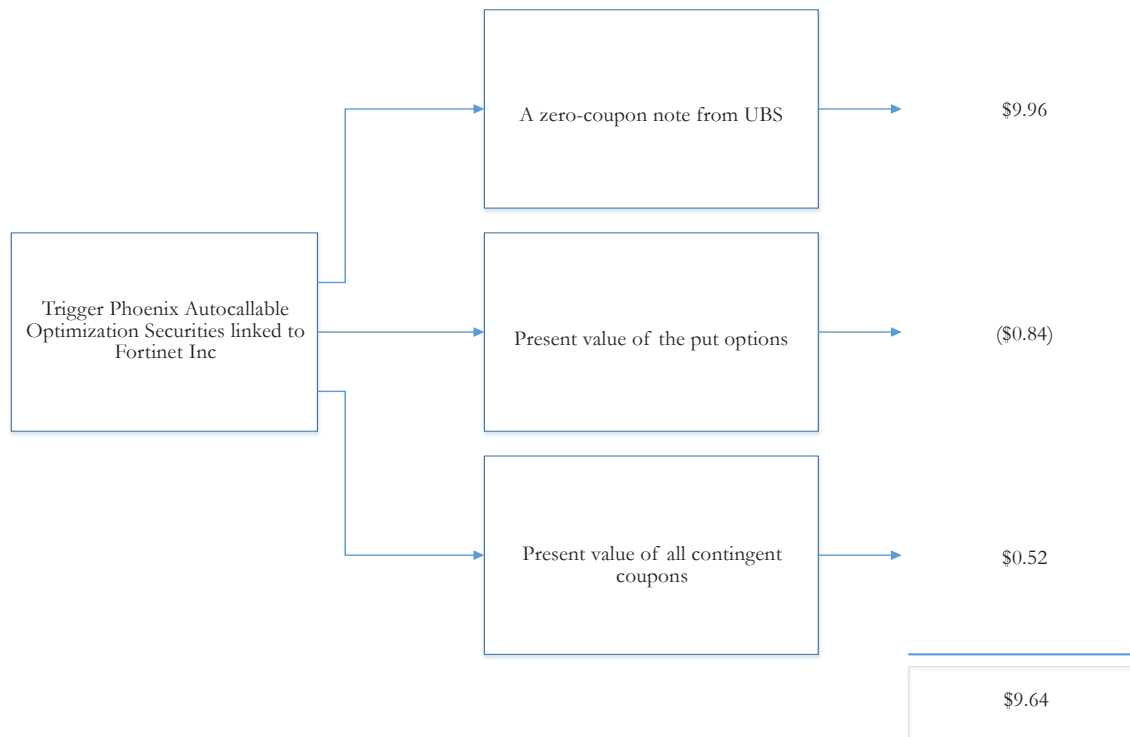 A zero-coupon note from UBS
$9.96
Trigger Phoenix Autocallable
Optimization Securities linked to
Fortinet Inc
Present value of the put options
($0.84)
Present value of all contingent
coupons
$0.52
$9.64